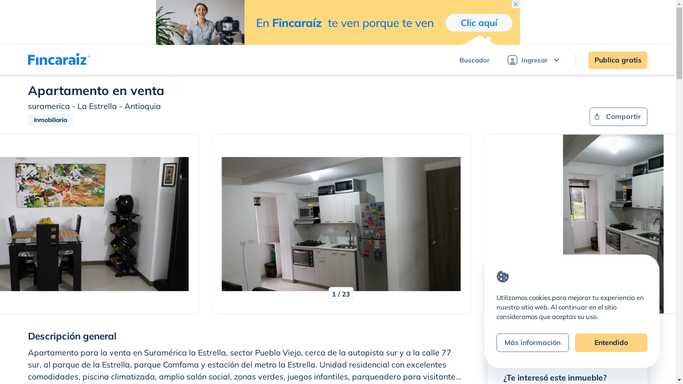 En Fincaraíz te ven porque te ven
Clic aquí
Fincaraiz
Buscador
Ingresar
Publica gratis
Apartamento en venta
suramerica - La Estrella - Antioquia
Inmobiliaria
Compartir
1 / 23
Utilizamos cookies para mejorar tu experiencia en
nuestro sitio web. Al continuar en el sitio
consideramos que aceptas su uso.
Más información
Entendido
Descripción general
Apartamento para la venta en Suramérica la Estrella, sector Pueblo Viejo, cerca de la autopista sur y a la calle 77
sur, al parque de la Estrella, parque Comfama y estación del metro la Estrella. Unidad residencial con excelentes
comodidades, piscina climatizada, amplio salón social, zonas verdes, juegos infantiles, parqueadero para visitante...
¿Te interesó este inmueble?